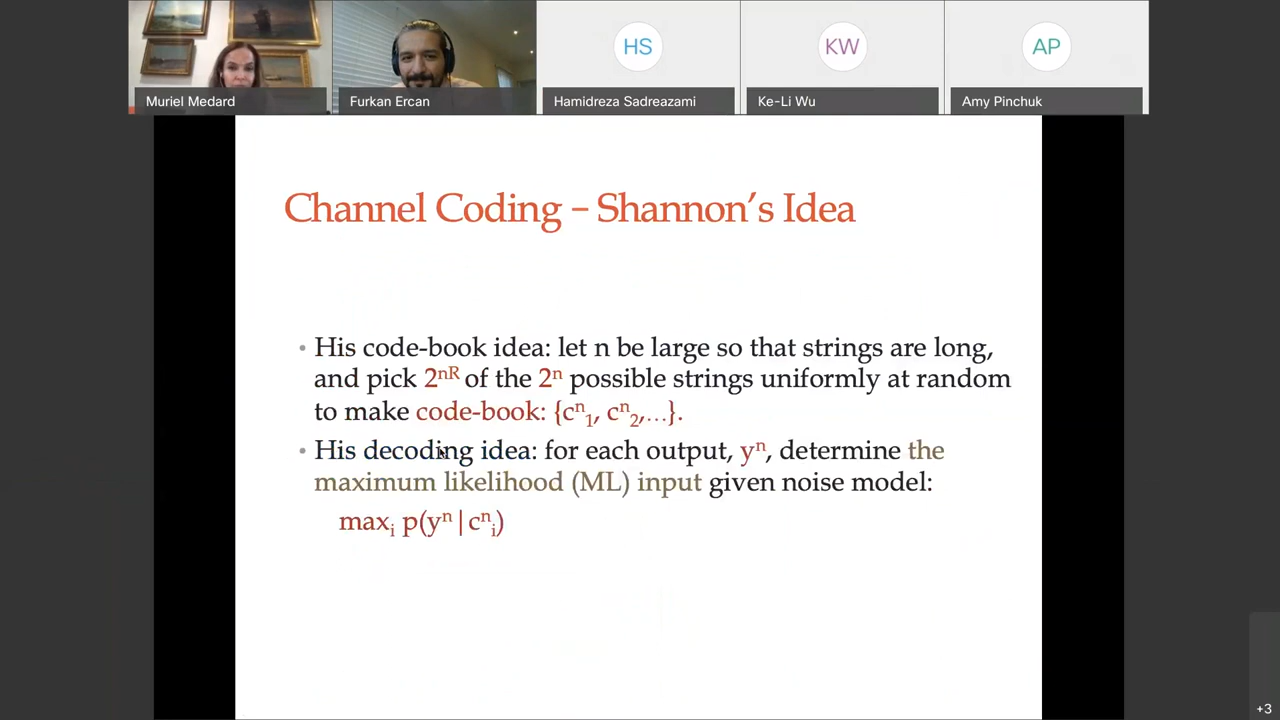 Muriel Medard
Furkan Ercan
HS
Hamidreza Sadreazami
KW
Ke-Li Wu
AP
Amy Pinchuk
Channel Coding – Shannon's Idea
• His code-book idea: let n be large so that strings are long,
and pick 2ⁿᴿ of the 2ⁿ possible strings uniformly at random
to make code-book: {cⁿ₁, cⁿ₂,…}.
• His decoding idea: for each output, yⁿ, determine the
maximum likelihood (ML) input given noise model:
maxᵢ p(yⁿ|cⁿᵢ)
+3